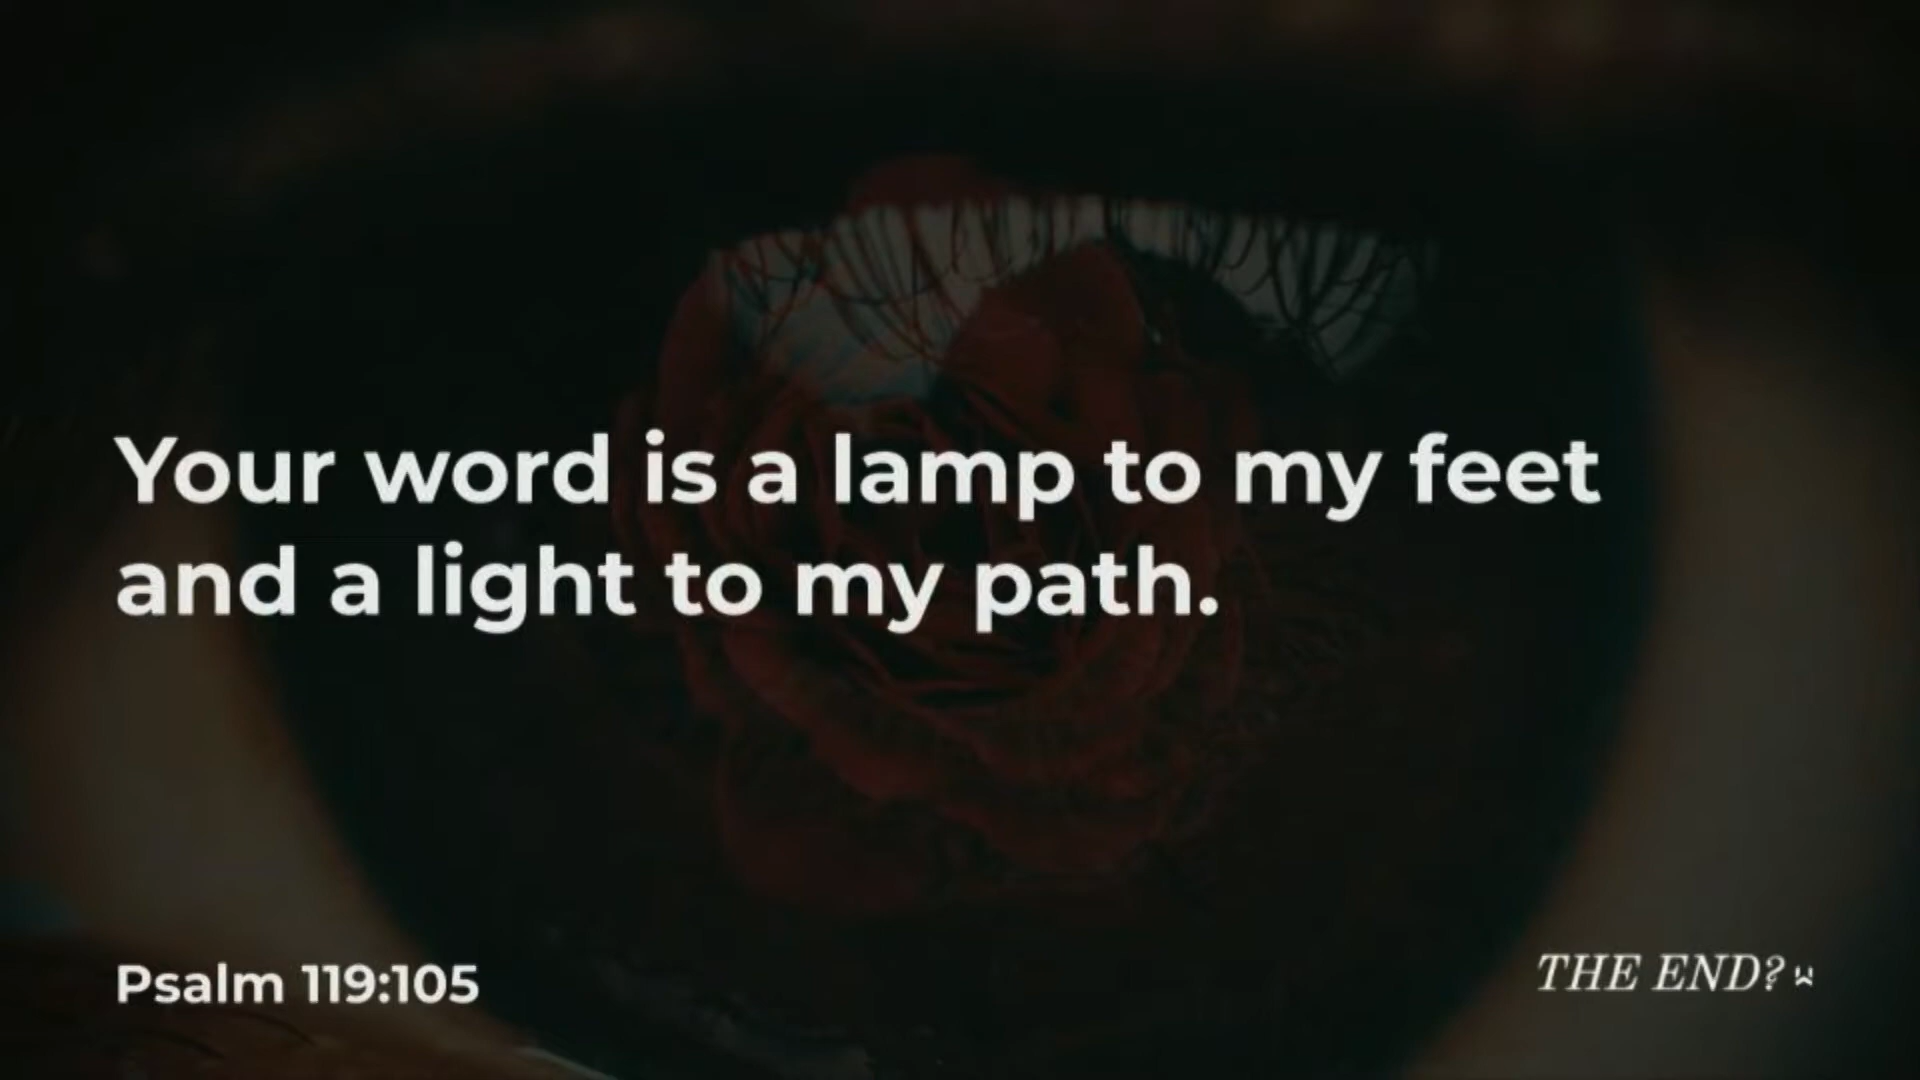 Your word is a lamp to my feet
and a light to my path.
Psalm 119:105
THE END?